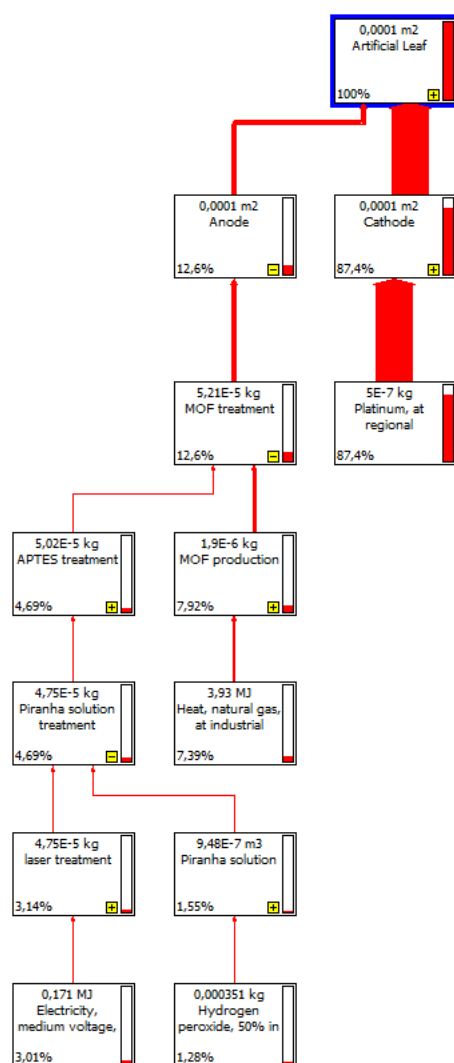 0,0001 m2
Artificial Leaf
100%
0,0001 m2
Anode
12,6%
0,0001 m2
Cathode
87,4%
5,21E-5 kg
MOF treatment
12,6%
5E-7 kg
Platinum, at
regional
87,4%
5,02E-5 kg
APTES treatment
4,69%
1,9E-6 kg
MOF production
7,92%
4,75E-5 kg
Piranha solution
treatment
4,69%
3,93 MJ
Heat, natural gas,
at industrial
7,39%
4,75E-5 kg
laser treatment
3,14%
9,48E-7 m3
Piranha solution
1,55%
0,171 MJ
Electricity,
medium voltage,
3,01%
0,000351 kg
Hydrogen
peroxide, 50% in
1,28%